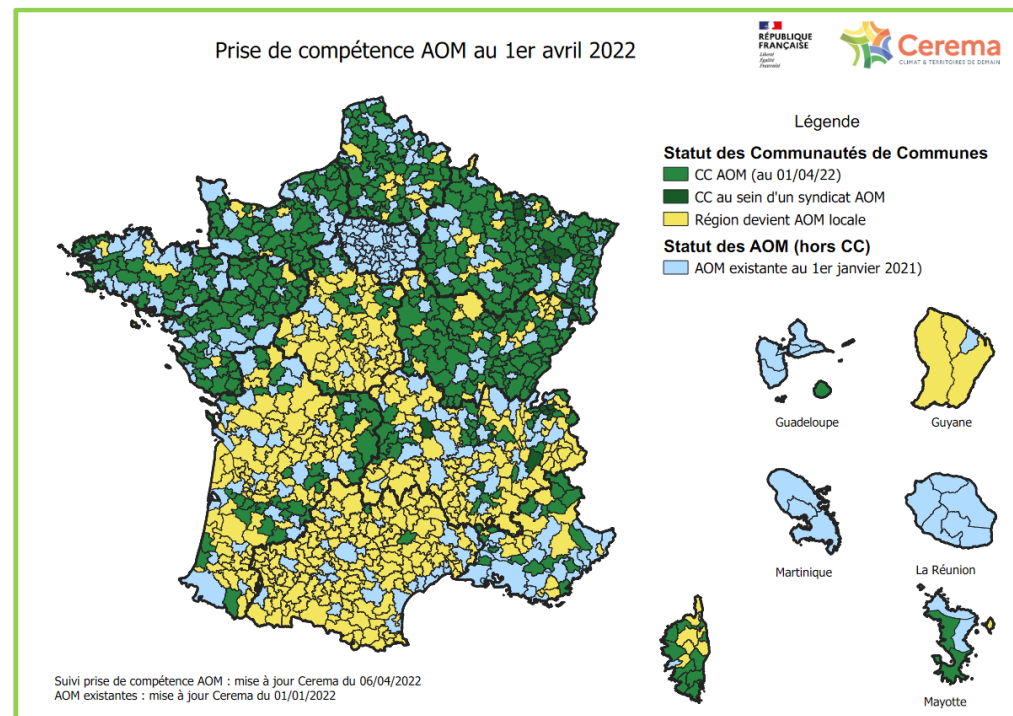 Prise de compétence AOM au 1er avril 2022
RÉPUBLIQUE
FRANÇAISE
Liberté
Égalité
Fraternité
Cerema
CLIMAT & TERRITOIRES DE DEMAIN
Légende
Statut des Communautés de Communes
CC AOM (au 01/04/22)
CC au sein d'un syndicat AOM
Région devient AOM locale
Statut des AOM (hors CC)
AOM existante au 1er janvier 2021)
Guadeloupe
Guyane
Martinique
La Réunion
Mayotte
Suivi prise de compétence AOM : mise à jour Cerema du 06/04/2022
AOM existantes : mise à jour Cerema du 01/01/2022